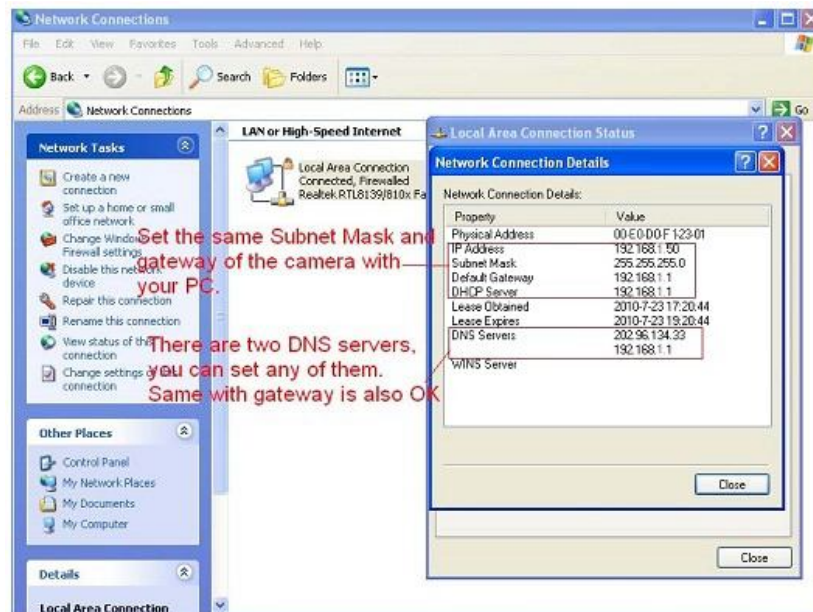 Network Connections
File Edit View Favorites Tools Advanced Help
Back Search Folders
Address Network Connections Go
Network Tasks
Create a new
connection
Set up a home or small
office network
Change Windows
Firewall settings
Disable this network
device
Repair this connection
Rename this connection
View status of this
connection
Change settings of this
connection
Other Places
Control Panel
My Network Places
My Documents
My Computer
Details
Local Area Connection
LAN or High-Speed Internet
Local Area Connection
Connected, Firewalled
Realtek RTL8139/810x Fa
Set the same Subnet Mask and
gateway of the camera with
your PC.
There are two DNS servers,
you can set any of them.
Same with gateway is also OK
Local Area Connection Status
Network Connection Details
Network Connection Details:
Property Value
Physical Address 00-E0-D0-F1-23-01
IP Address 192.168.1.50
Subnet Mask 255.255.255.0
Default Gateway 192.168.1.1
DHCP Server 192.168.1.1
Lease Obtained 2010-7-23 17:20:44
Lease Expires 2010-7-23 19:20:44
DNS Servers 202.96.134.33
192.168.1.1
WINS Server
Close
Close